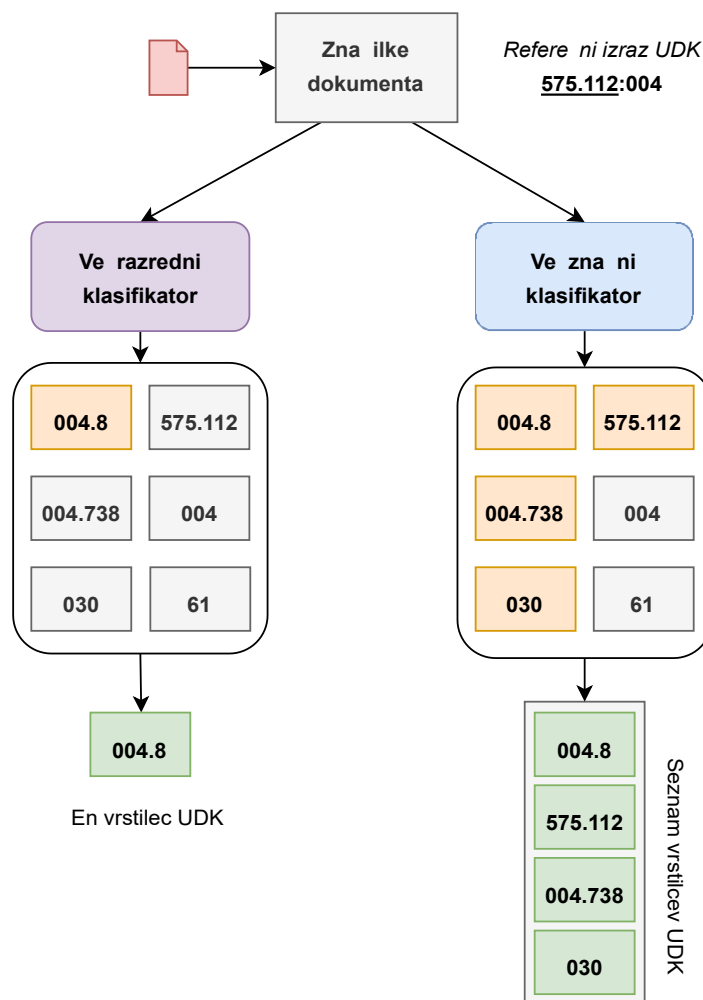 Zna ilke
dokumenta
Refere ni izraz UDK
575.112:004
Ve razredni
klasifikator
Ve zna ni
klasifikator
004.8 575.112
004.738 004
030 61
004.8 575.112
004.738 004
030 61
004.8
En vrstilec UDK
004.8
575.112
004.738
030
Seznam vrstilcev UDK